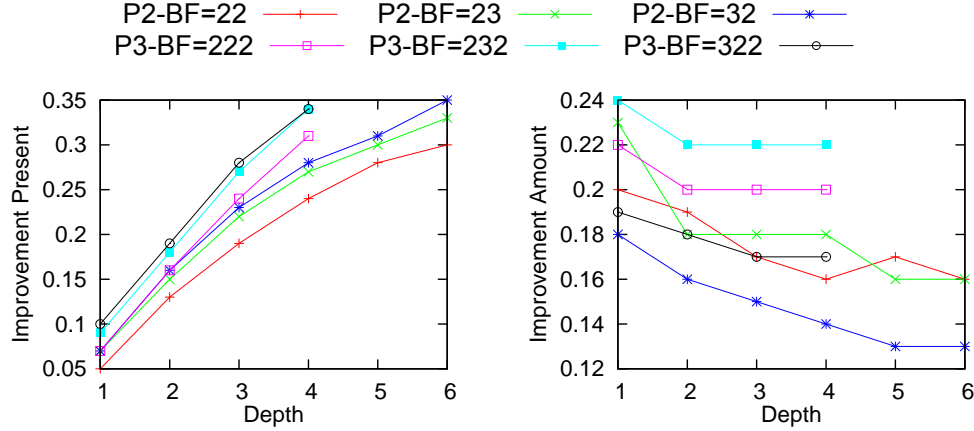 P2-BF=22 P2-BF=23 P2-BF=32
P3-BF=222 P3-BF=232 P3-BF=322
Improvement Present
0.35
0.3
0.25
0.2
0.15
0.1
0.05
1 2 3 4 5 6
Depth
Improvement Amount
0.24
0.22
0.2
0.18
0.16
0.14
0.12
1 2 3 4 5 6
Depth